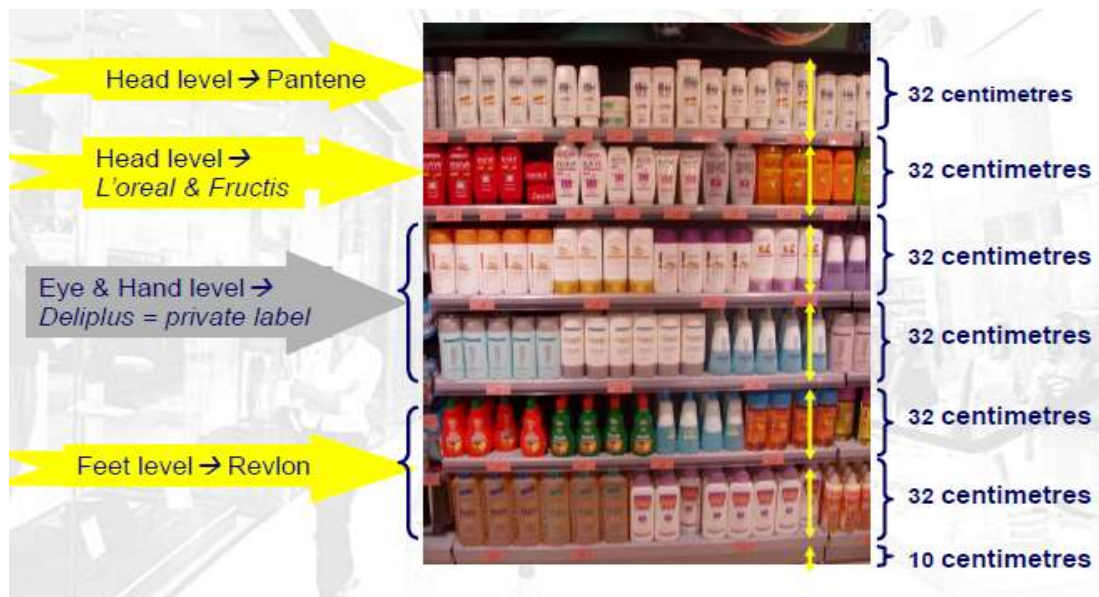 Head level → Pantene
Head level →
L'oreal & Fructis
Eye & Hand level →
Deliplus = private label
Feet level → Revlon
32 centimetres
32 centimetres
32 centimetres
32 centimetres
32 centimetres
32 centimetres
10 centimetres